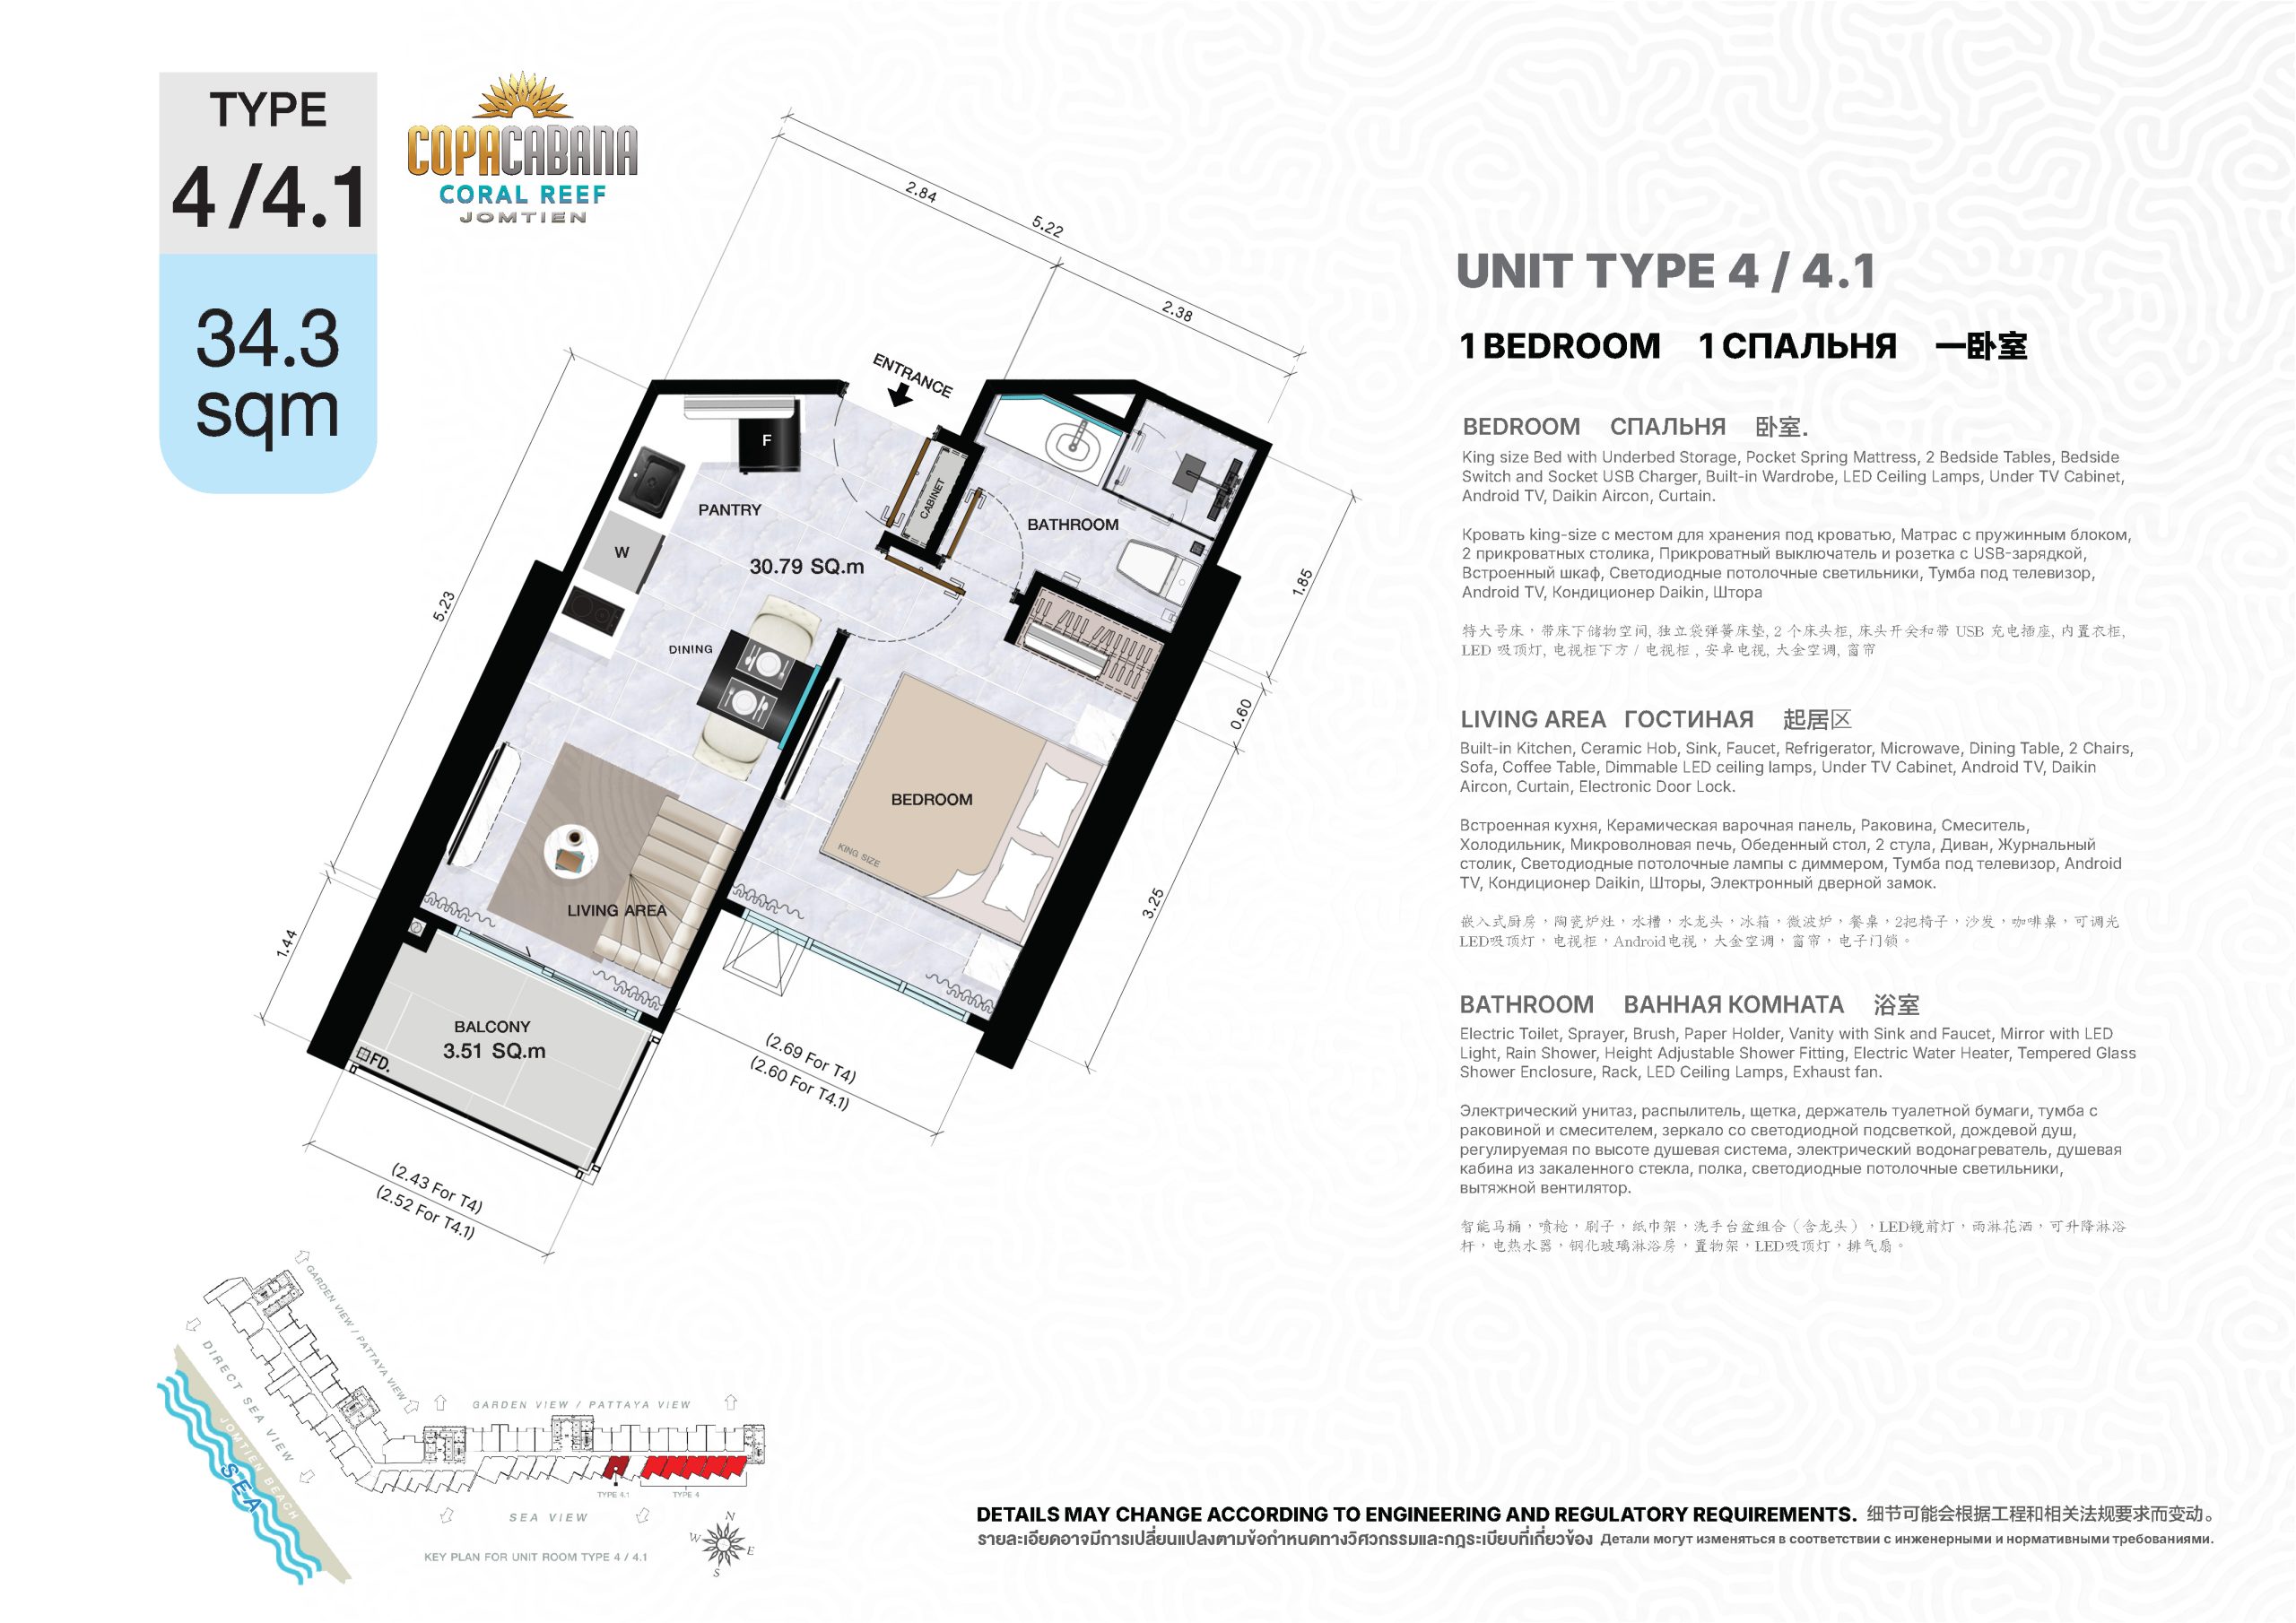 TYPE
4/4.1
34.3
sqm
COPACABANA
CORAL REEF
JOMTIEN
2.84
5.22
2.38
ENTRANCE
F
PANTRY
CABINET
BATHROOM
W
30.79 SQ.m
DINING
5.23
1.85
0.60
BEDROOM
KING SIZE
LIVING AREA
3.25
1.44
BALCONY
3.51 SQ.m
FD.
(2.69 For T4)
(2.60 For T4.1)
(2.43 For T4)
(2.52 For T4.1)
UNIT TYPE 4 / 4.1
1 BEDROOM 1 СПАЛЬНЯ 一卧室
BEDROOM СПАЛЬНЯ 卧室.
King size Bed with Underbed Storage, Pocket Spring Mattress, 2 Bedside Tables, Bedside
Switch and Socket USB Charger, Built-in Wardrobe, LED Ceiling Lamps, Under TV Cabinet,
Android TV, Daikin Aircon, Curtain.
Кровать king-size с местом для хранения под кроватью, Матрас с пружинным блоком,
2 прикроватных столика, Прикроватный выключатель и розетка с USB-зарядкой,
Встроенный шкаф, Светодиодные потолочные светильники, Тумба под телевизор,
Android TV, Кондиционер Daikin, Штора
特大号床，带床下储物空间, 独立袋弹簧床垫, 2 个床头柜, 床头开关和带 USB 充电插座, 内置衣柜,
LED 吸顶灯, 电视柜下方 / 电视柜 , 安卓电视, 大金空调, 窗帘
LIVING AREA ГОСТИНАЯ 起居区
Built-in Kitchen, Ceramic Hob, Sink, Faucet, Refrigerator, Microwave, Dining Table, 2 Chairs,
Sofa, Coffee Table, Dimmable LED ceiling lamps, Under TV Cabinet, Android TV, Daikin
Aircon, Curtain, Electronic Door Lock.
Встроенная кухня, Керамическая варочная панель, Раковина, Смеситель,
Холодильник, Микроволновая печь, Обеденный стол, 2 стула, Диван, Журнальный
столик, Светодиодные потолочные лампы с диммером, Тумба под телевизор, Android
TV, Кондиционер Daikin, Шторы, Электронный дверной замок.
嵌入式厨房，陶瓷炉灶，水槽，水龙头，冰箱，微波炉，餐桌，2把椅子，沙发，咖啡桌，可调光
LED吸顶灯，电视柜，Android电视，大金空调，窗帘，电子门锁。
BATHROOM ВАННАЯ КОМНАТА 浴室
Electric Toilet, Sprayer, Brush, Paper Holder, Vanity with Sink and Faucet, Mirror with LED
Light, Rain Shower, Height Adjustable Shower Fitting, Electric Water Heater, Tempered Glass
Shower Enclosure, Rack, LED Ceiling Lamps, Exhaust fan.
Электрический унитаз, распылитель, щетка, держатель туалетной бумаги, тумба с
раковиной и смесителем, зеркало со светодиодной подсветкой, дождевой душ,
регулируемая по высоте душевая система, электрический водонагреватель, душевая
кабина из закаленного стекла, полка, светодиодные потолочные светильники,
вытяжной вентилятор.
智能马桶，喷枪，刷子，纸巾架，洗手台盆组合（含龙头），LED镜前灯，雨淋花洒，可升降淋浴
杆，电热水器，钢化玻璃淋浴房，置物架，LED吸顶灯，排气扇。
GARDEN VIEW / PATTAYA VIEW
DIRECT SEA VIEW
JOMTIEN BEACH
SEA
GARDEN VIEW / PATTAYA VIEW
TYPE 4.1
TYPE 4
SEA VIEW
N
W
E
S
KEY PLAN FOR UNIT ROOM TYPE 4 / 4.1
DETAILS MAY CHANGE ACCORDING TO ENGINEERING AND REGULATORY REQUIREMENTS. 细节可能会根据工程和相关法规要求而变动。
รายละเอียดอาจมีการเปลี่ยนแปลงตามข้อกำหนดทางวิศวกรรมและกฎระเบียบที่เกี่ยวข้อง Детали могут изменяться в соответствии с инженерными и нормативными требованиями.